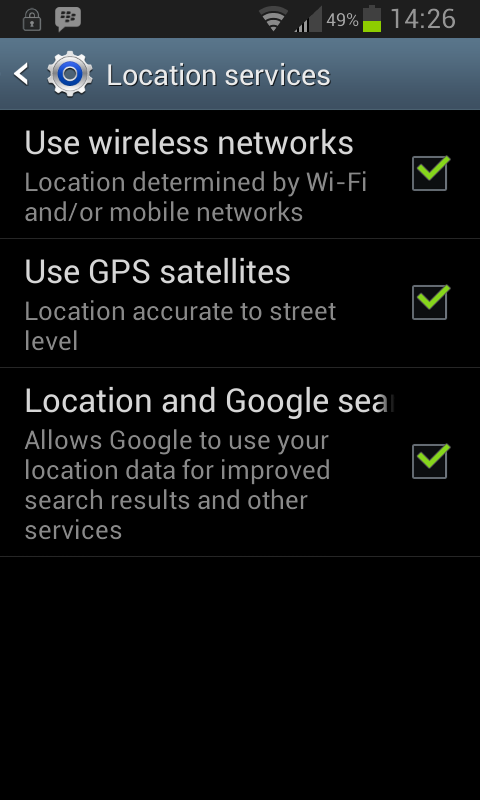 49% 14:26
Location services
Use wireless networks
Location determined by Wi-Fi
and/or mobile networks
Use GPS satellites
Location accurate to street
level
Location and Google sea
Allows Google to use your
location data for improved
search results and other
services